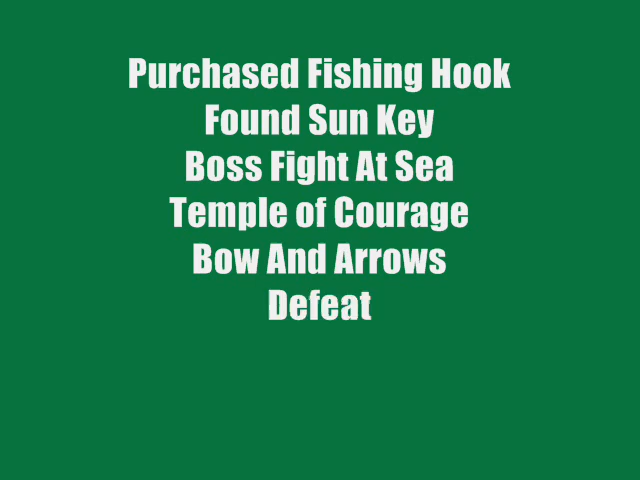 Purchased Fishing Hook
Found Sun Key
Boss Fight At Sea
Temple of Courage
Bow And Arrows
Defeat